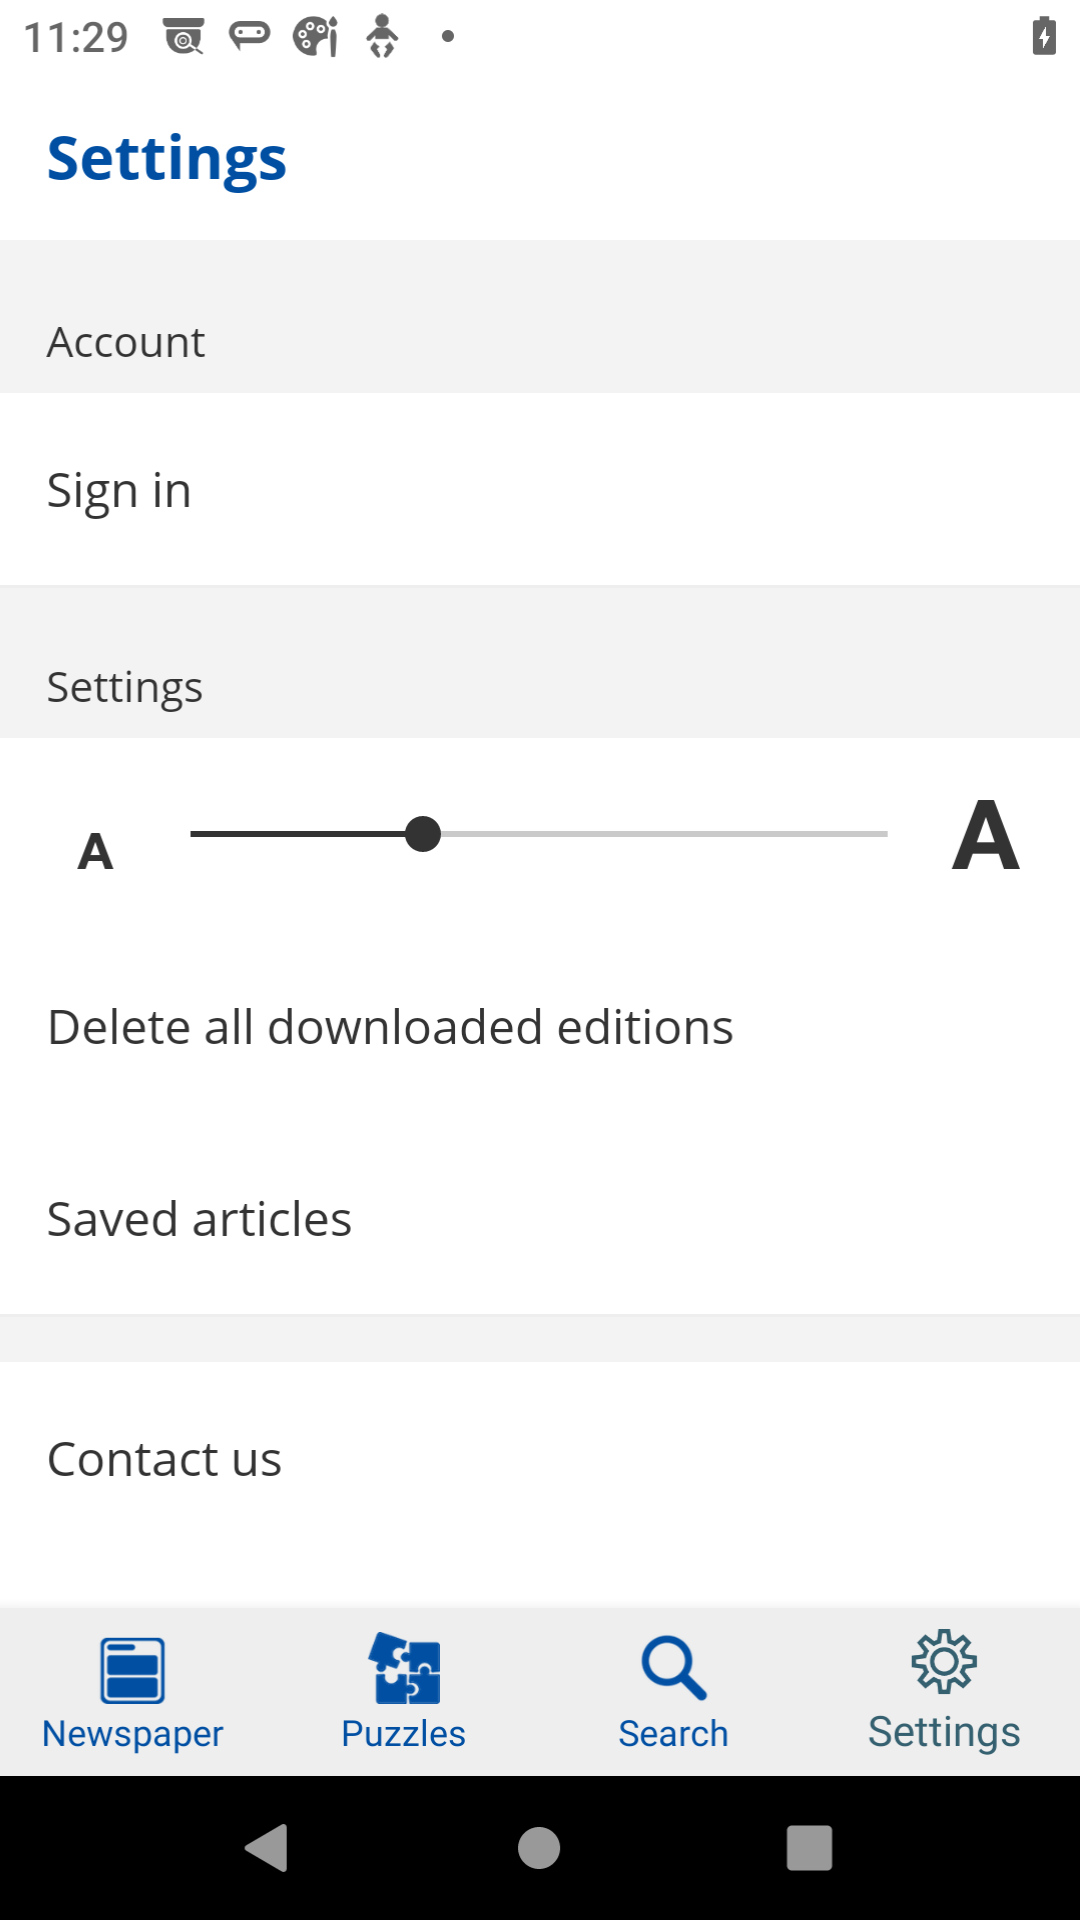 11:29
Settings
Account
Sign in
Settings
A A
Delete all downloaded editions
Saved articles
Contact us
Newspaper Puzzles Search Settings